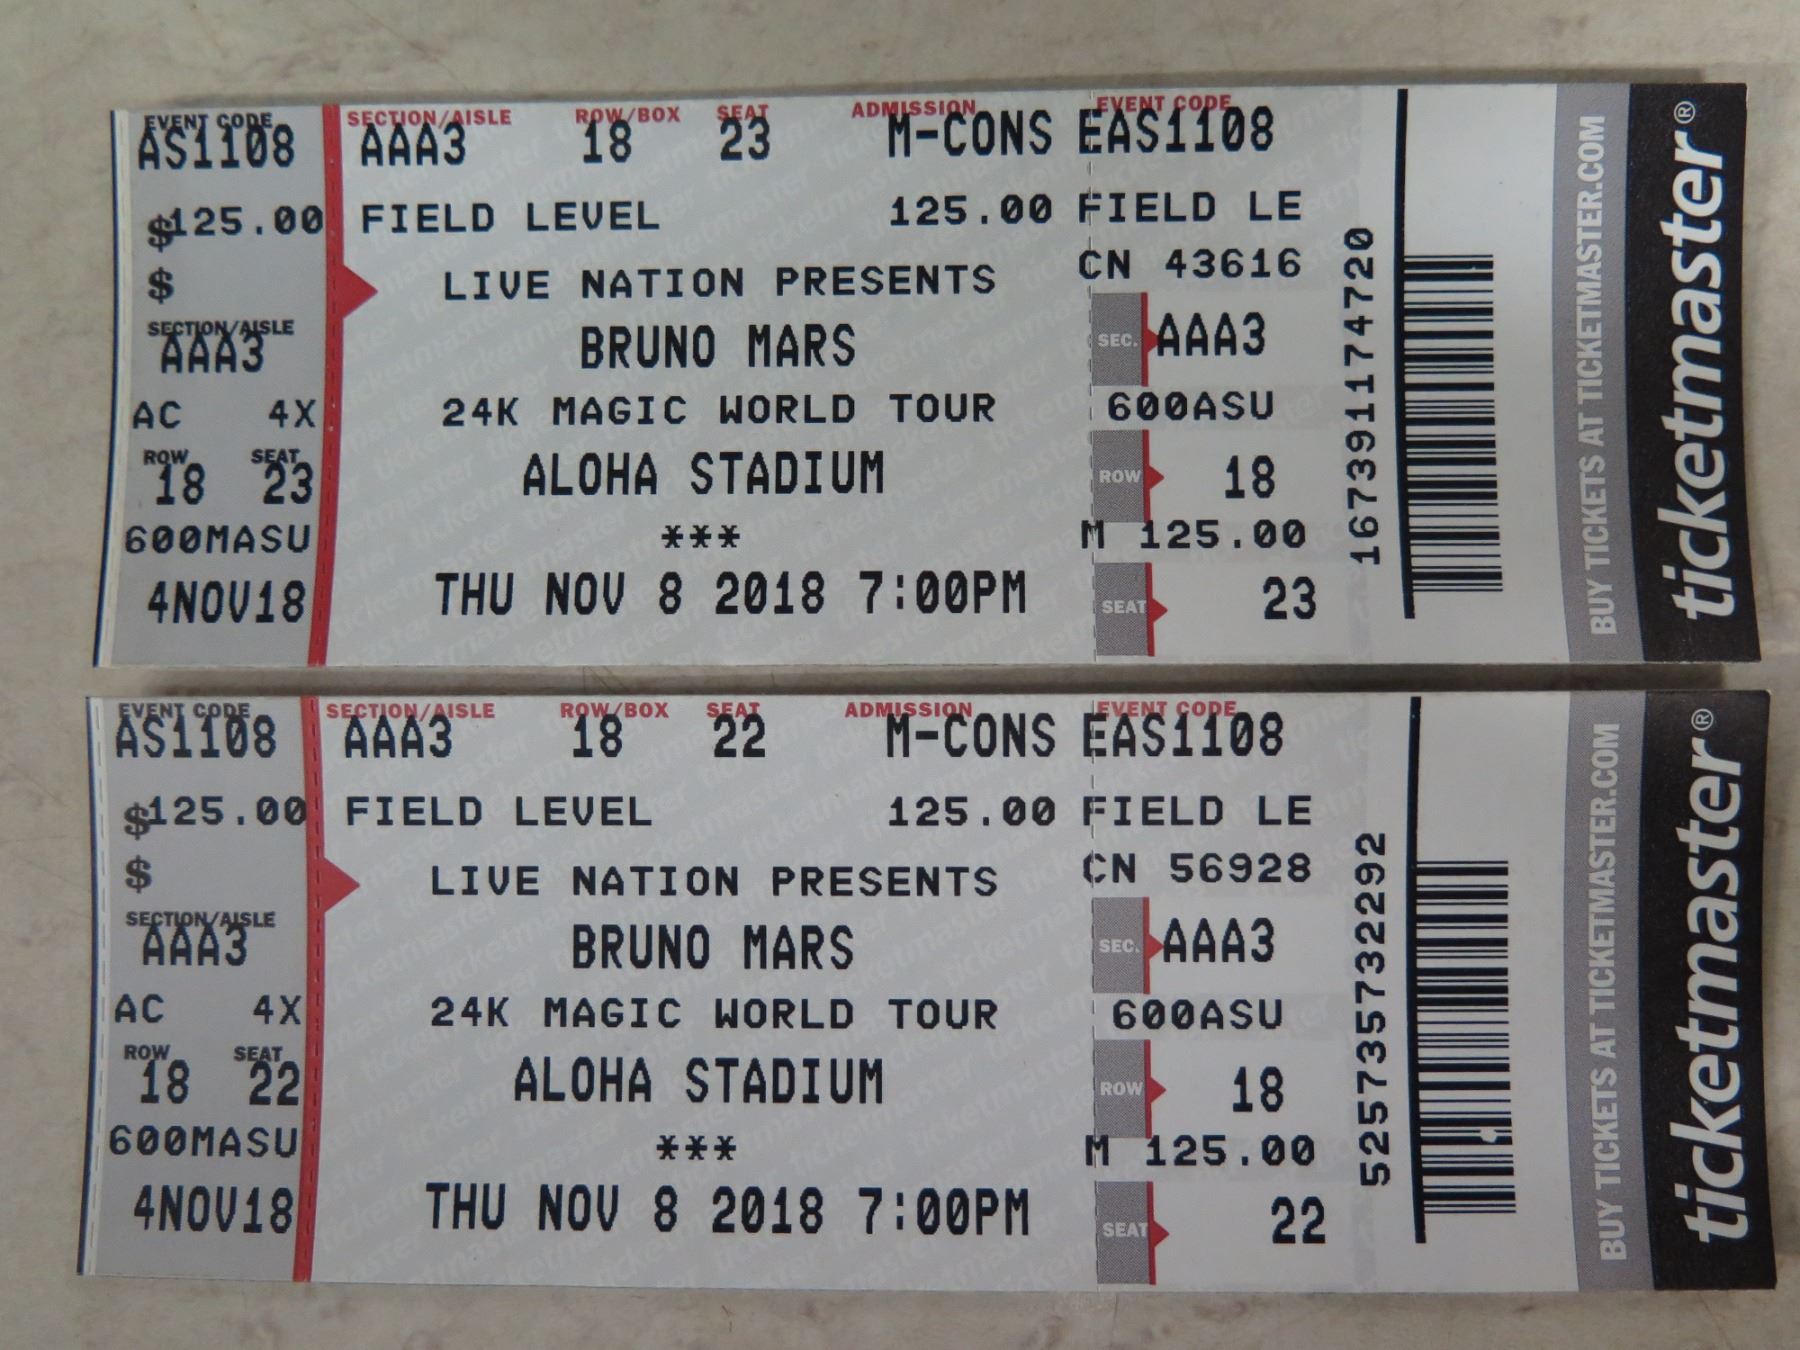 EVENT CODE SECTION/AISLE ROW/BOX SEAT ADMISSION EVENT CODE
AS1108 AAA3 18 23 M-CONS EAS1108
$125.00 FIELD LEVEL 125.00 FIELD LE
$ LIVE NATION PRESENTS CN 43616
SECTION/AISLE
AAA3 BRUNO MARS SEC. AAA3
AC 4X 24K MAGIC WORLD TOUR 600ASU
ROW SEAT
18 23 ALOHA STADIUM ROW 18
600MASU *** M 125.00
4NOV18 THU NOV 8 2018 7:00PM SEAT 23
167391174720
BUY TICKETS AT TICKETMASTER.COM
ticketmaster®
EVENT CODE SECTION/AISLE ROW/BOX SEAT ADMISSION EVENT CODE
AS1108 AAA3 18 22 M-CONS EAS1108
$125.00 FIELD LEVEL 125.00 FIELD LE
$ LIVE NATION PRESENTS CN 56928
SECTION/AISLE
AAA3 BRUNO MARS SEC. AAA3
AC 4X 24K MAGIC WORLD TOUR 600ASU
ROW SEAT
18 22 ALOHA STADIUM ROW 18
600MASU *** M 125.00
4NOV18 THU NOV 8 2018 7:00PM SEAT 22
525735732292
BUY TICKETS AT TICKETMASTER.COM
ticketmaster®